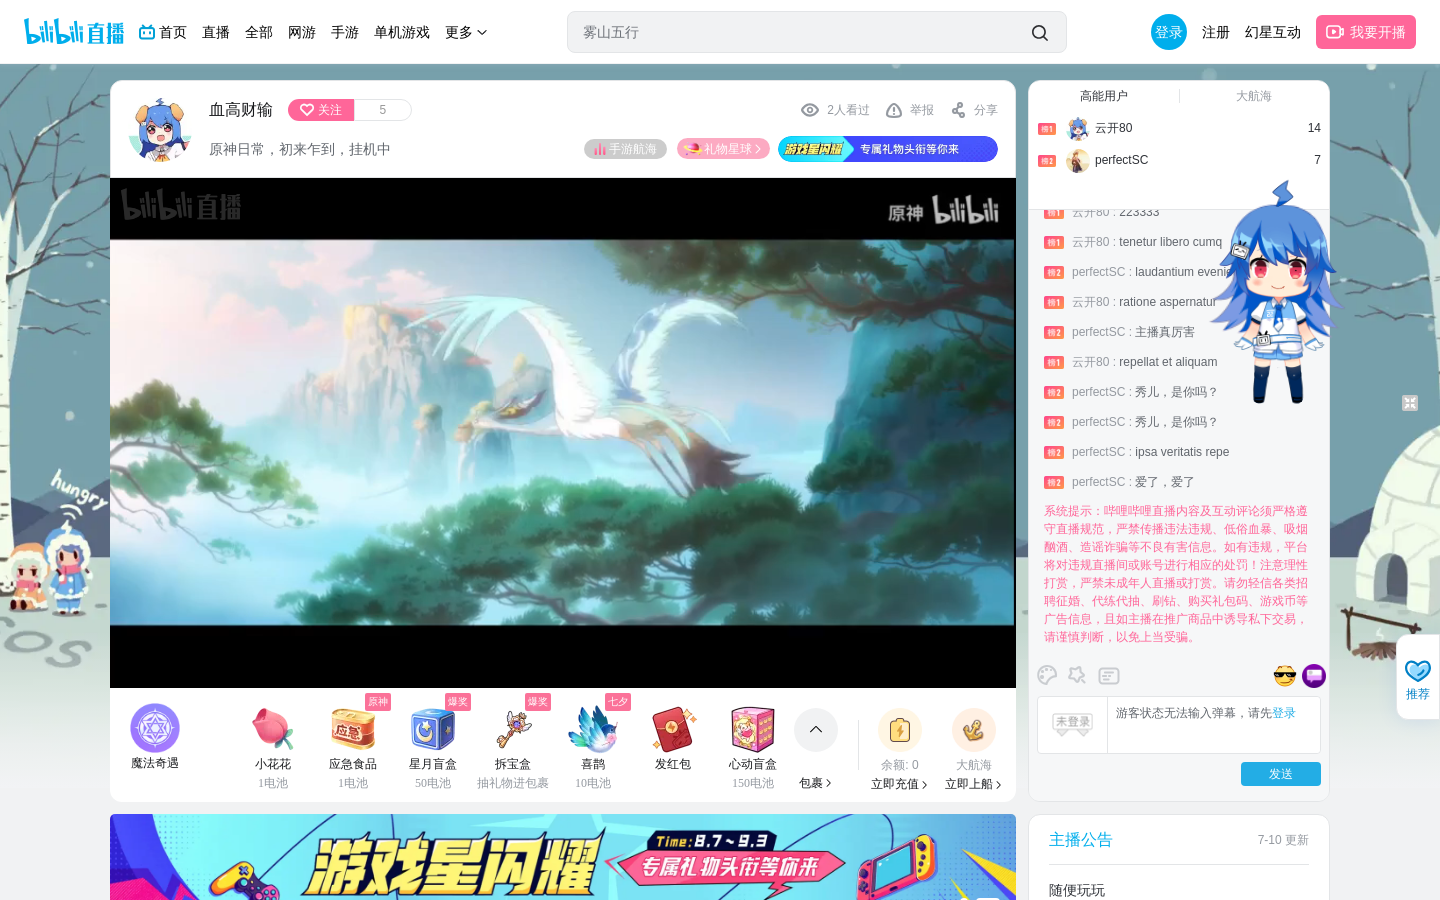 bilibili 直播 首页 直播 全部 网游 手游 单机游戏 更多 雾山五行 登录 注册 幻星互动 我要开播
血高财输 关注 5 2人看过 举报 分享
原神日常，初来乍到，挂机中 手游航海 礼物星球 游戏星闪耀 专属礼物头衔等你来
bilibili 直播 原神 bilibili
高能用户 大航海
榜1 云开80 14
榜2 perfectSC 7
榜1 云开80 : 223333
榜1 云开80 : tenetur libero cumq
榜2 perfectSC : laudantium evenie
榜1 云开80 : ratione aspernatur
榜2 perfectSC : 主播真厉害
榜1 云开80 : repellat et aliquam
榜2 perfectSC : 秀儿，是你吗？
榜2 perfectSC : 秀儿，是你吗？
榜2 perfectSC : ipsa veritatis repe
榜2 perfectSC : 爱了，爱了
系统提示：哔哩哔哩直播内容及互动评论须严格遵
守直播规范，严禁传播违法违规、低俗血暴、吸烟
酗酒、造谣诈骗等不良有害信息。如有违规，平台
将对违规直播间或账号进行相应的处罚！注意理性
打赏，严禁未成年人直播或打赏。请勿轻信各类招
聘征婚、代练代抽、刷钻、购买礼包码、游戏币等
广告信息，且如主播在推广商品中诱导私下交易，
请谨慎判断，以免上当受骗。
未登录 游客状态无法输入弹幕，请先登录
发送
hungry
SOS
推荐
原神 爆奖 爆奖 七夕
应急
魔法奇遇 小花花 应急食品 星月盲盒 拆宝盒 喜鹊 发红包 心动盲盒 余额: 0 大航海
1电池 1电池 50电池 抽礼物进包裹 10电池 150电池 包裹 立即充值 立即上船
游戏星闪耀 Time:8.7~9.3
专属礼物头衔等你来
主播公告 7-10 更新
随便玩玩